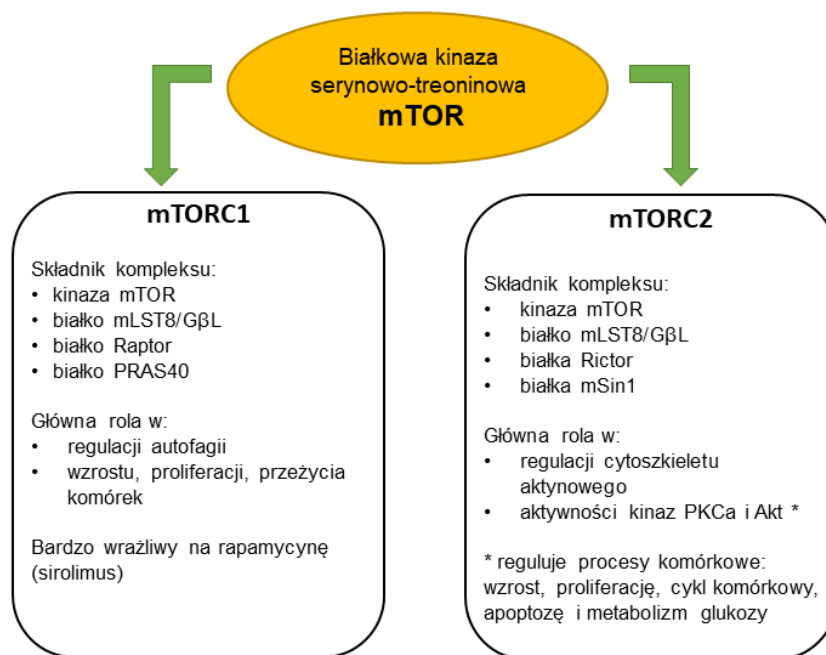 Białkowa kinaza
serynowo-treoninowa
mTOR
mTORC1
Składnik kompleksu:
• kinaza mTOR
• białko mLST8/GβL
• białko Raptor
• białko PRAS40
Główna rola w:
• regulacji autofagii
• wzrostu, proliferacji, przeżycia
komórek
Bardzo wrażliwy na rapamycynę
(sirolimus)
mTORC2
Składnik kompleksu:
• kinaza mTOR
• białko mLST8/GβL
• białka Rictor
• białka mSin1
Główna rola w:
• regulacji cytoszkieletu
aktynowego
• aktywności kinaz PKCa i Akt *
* reguluje procesy komórkowe:
wzrost, proliferację, cykl komórkowy,
apoptozę i metabolizm glukozy